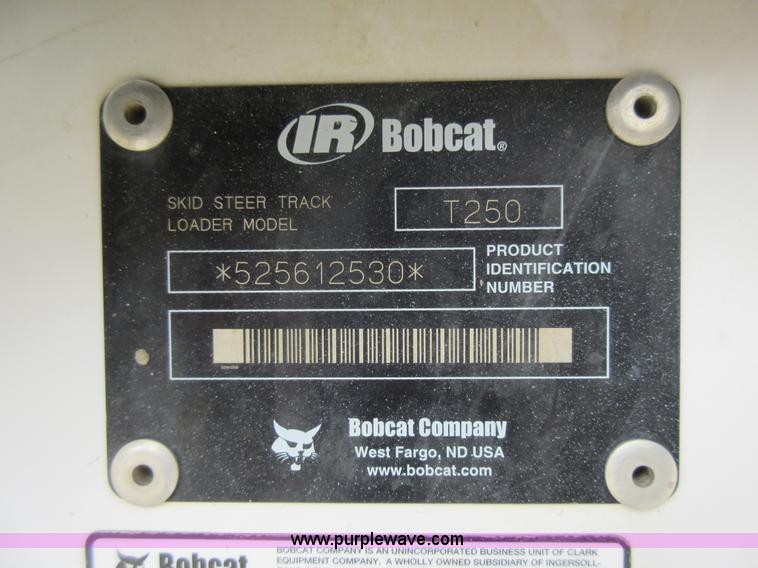 IR Bobcat®
SKID STEER TRACK
LOADER MODEL
T250
*525612530*
PRODUCT
IDENTIFICATION
NUMBER
Bobcat Company
West Fargo, ND USA
www.bobcat.com
www.purplewave.com
Bobcat
BOBCAT COMPANY IS AN UNINCORPORATED BUSINESS UNIT OF CLARK
EQUIPMENT COMPANY, A WHOLLY OWNED SUBSIDIARY OF INGERSOLL-